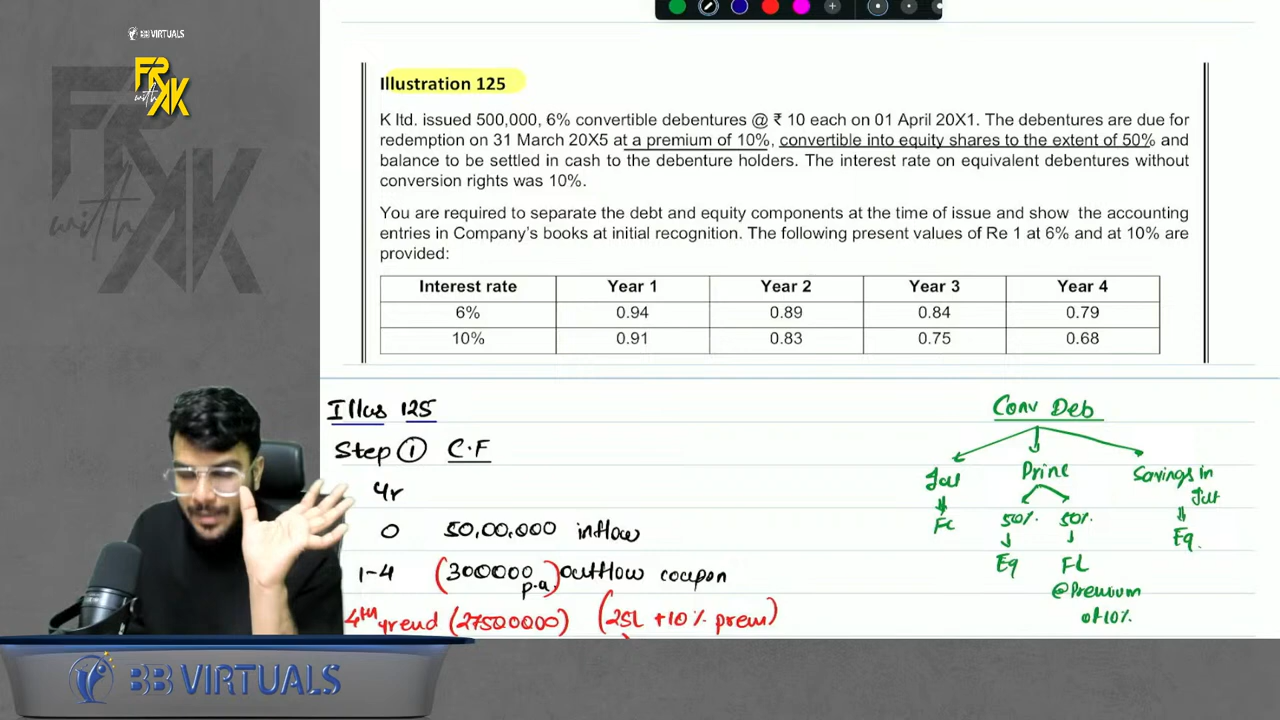 BB VIRTUALS
FR
with
AK
FR
with
AK
Illustration 125
K ltd. issued 500,000, 6% convertible debentures @ ₹ 10 each on 01 April 20X1. The debentures are due for
redemption on 31 March 20X5 at a premium of 10%, convertible into equity shares to the extent of 50% and
balance to be settled in cash to the debenture holders. The interest rate on equivalent debentures without
conversion rights was 10%.
You are required to separate the debt and equity components at the time of issue and show the accounting
entries in Company's books at initial recognition. The following present values of Re 1 at 6% and at 10% are
provided:
Interest rate Year 1 Year 2 Year 3 Year 4
6% 0.94 0.89 0.84 0.79
10% 0.91 0.83 0.75 0.68
Illus 125
Step ① C.F
Yr
0 50,00,000 inflow
1-4 (300000 p.a.) outflow coupon
4th yr end (27500000) (25L + 10% prem)
Conv Deb
Int Princ Savings in Int
50% 50% Eq.
Eq FL
@Premium
of 10%.
BB VIRTUALS